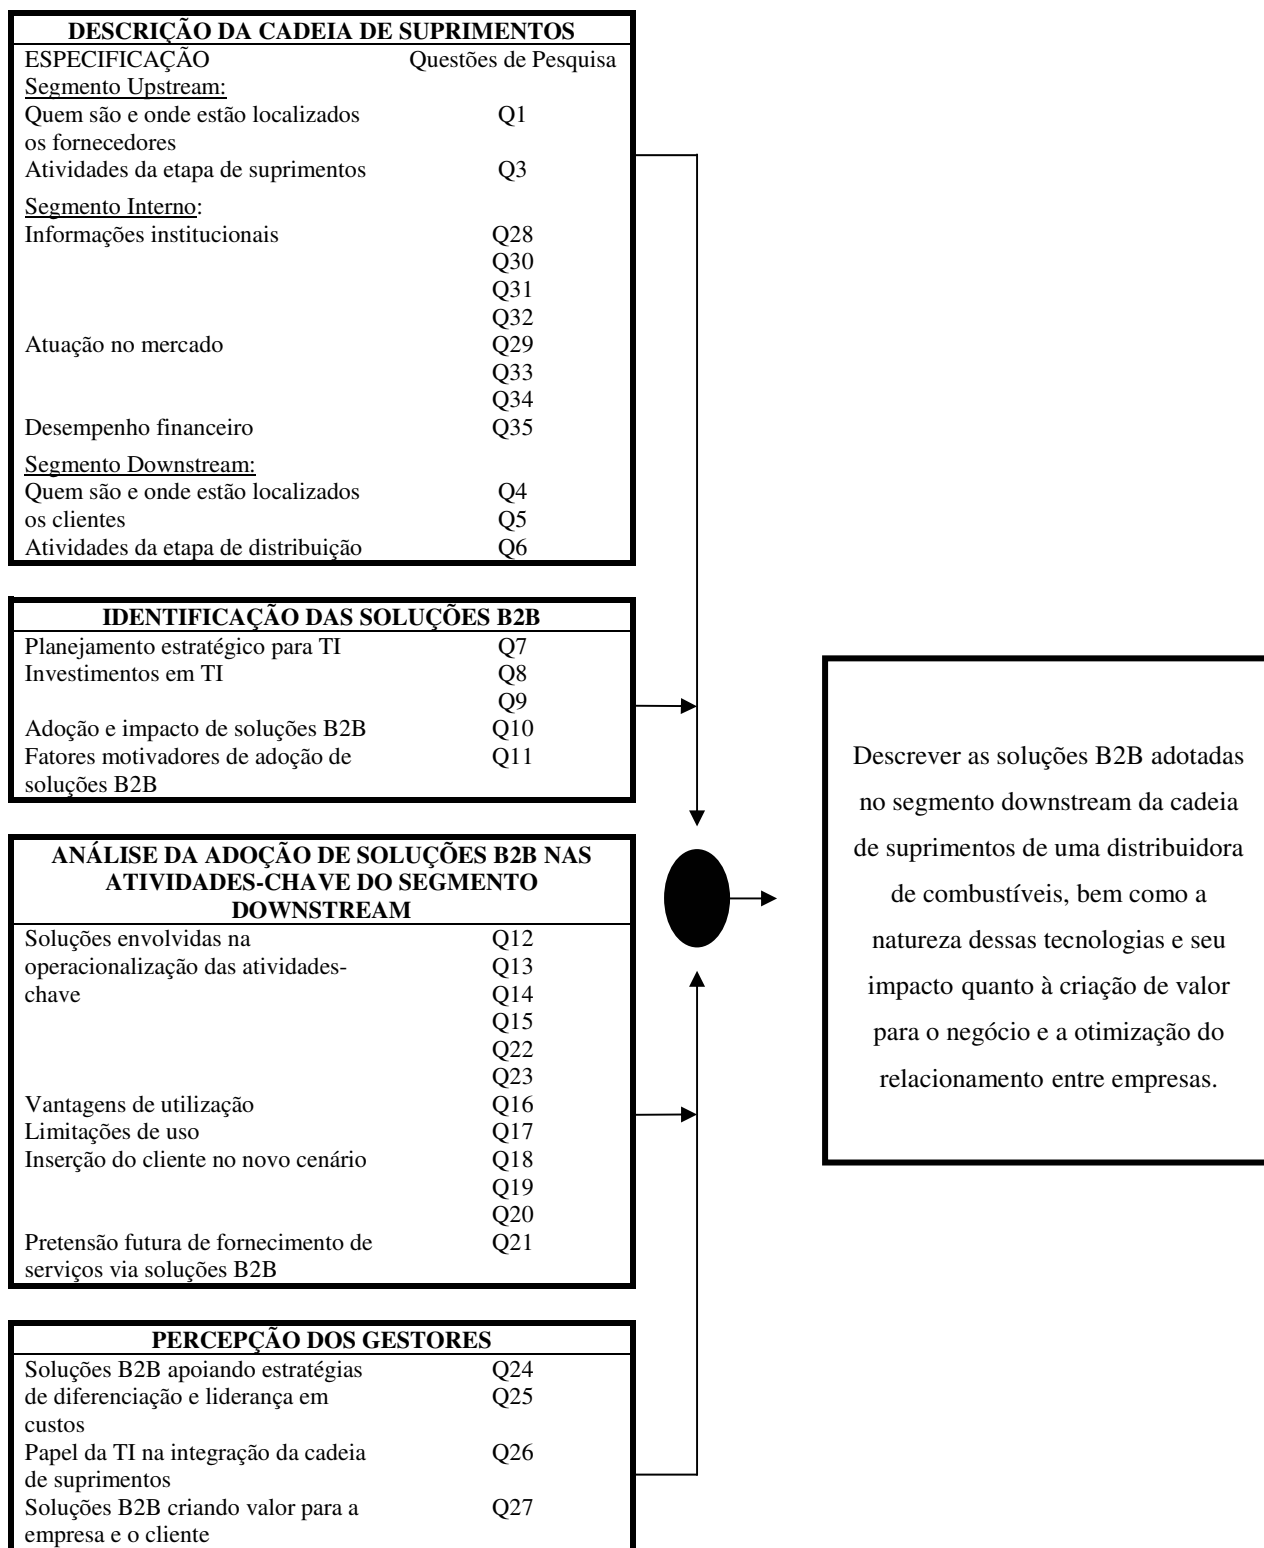 DESCRIÇÃO DA CADEIA DE SUPRIMENTOS
ESPECIFICAÇÃO Questões de Pesquisa
Segmento Upstream:
Quem são e onde estão localizados Q1
os fornecedores
Atividades da etapa de suprimentos Q3
Segmento Interno:
Informações institucionais Q28
Q30
Q31
Q32
Atuação no mercado Q29
Q33
Q34
Desempenho financeiro Q35
Segmento Downstream:
Quem são e onde estão localizados Q4
os clientes Q5
Atividades da etapa de distribuição Q6
IDENTIFICAÇÃO DAS SOLUÇÕES B2B
Planejamento estratégico para TI Q7
Investimentos em TI Q8
Q9
Adoção e impacto de soluções B2B Q10
Fatores motivadores de adoção de Q11
soluções B2B
ANÁLISE DA ADOÇÃO DE SOLUÇÕES B2B NAS
ATIVIDADES-CHAVE DO SEGMENTO
DOWNSTREAM
Soluções envolvidas na Q12
operacionalização das atividades- Q13
chave Q14
Q15
Q22
Q23
Vantagens de utilização Q16
Limitações de uso Q17
Inserção do cliente no novo cenário Q18
Q19
Q20
Pretensão futura de fornecimento de Q21
serviços via soluções B2B
PERCEPÇÃO DOS GESTORES
Soluções B2B apoiando estratégias Q24
de diferenciação e liderança em Q25
custos
Papel da TI na integração da cadeia Q26
de suprimentos
Soluções B2B criando valor para a Q27
empresa e o cliente
Descrever as soluções B2B adotadas
no segmento downstream da cadeia
de suprimentos de uma distribuidora
de combustíveis, bem como a
natureza dessas tecnologias e seu
impacto quanto à criação de valor
para o negócio e a otimização do
relacionamento entre empresas.